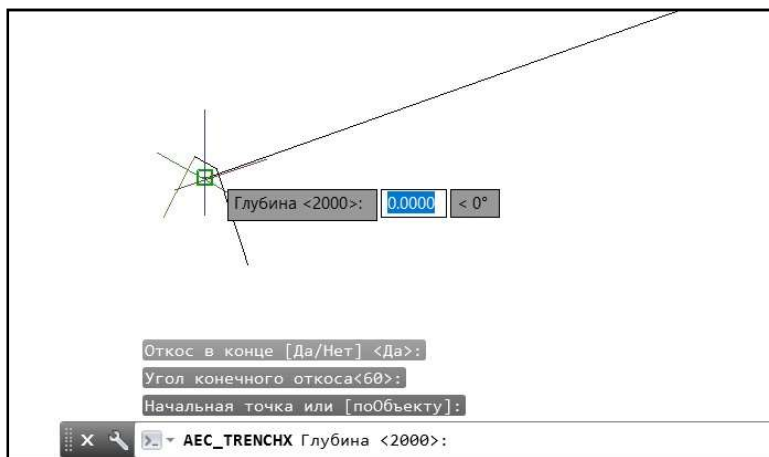 Глубина <2000>: 0.0000 < 0°
Откос в конце [Да/Нет] <Да>:
Угол конечного откоса<60>:
Начальная точка или [поОбъекту]:
AEC_TRENCHX Глубина <2000>: